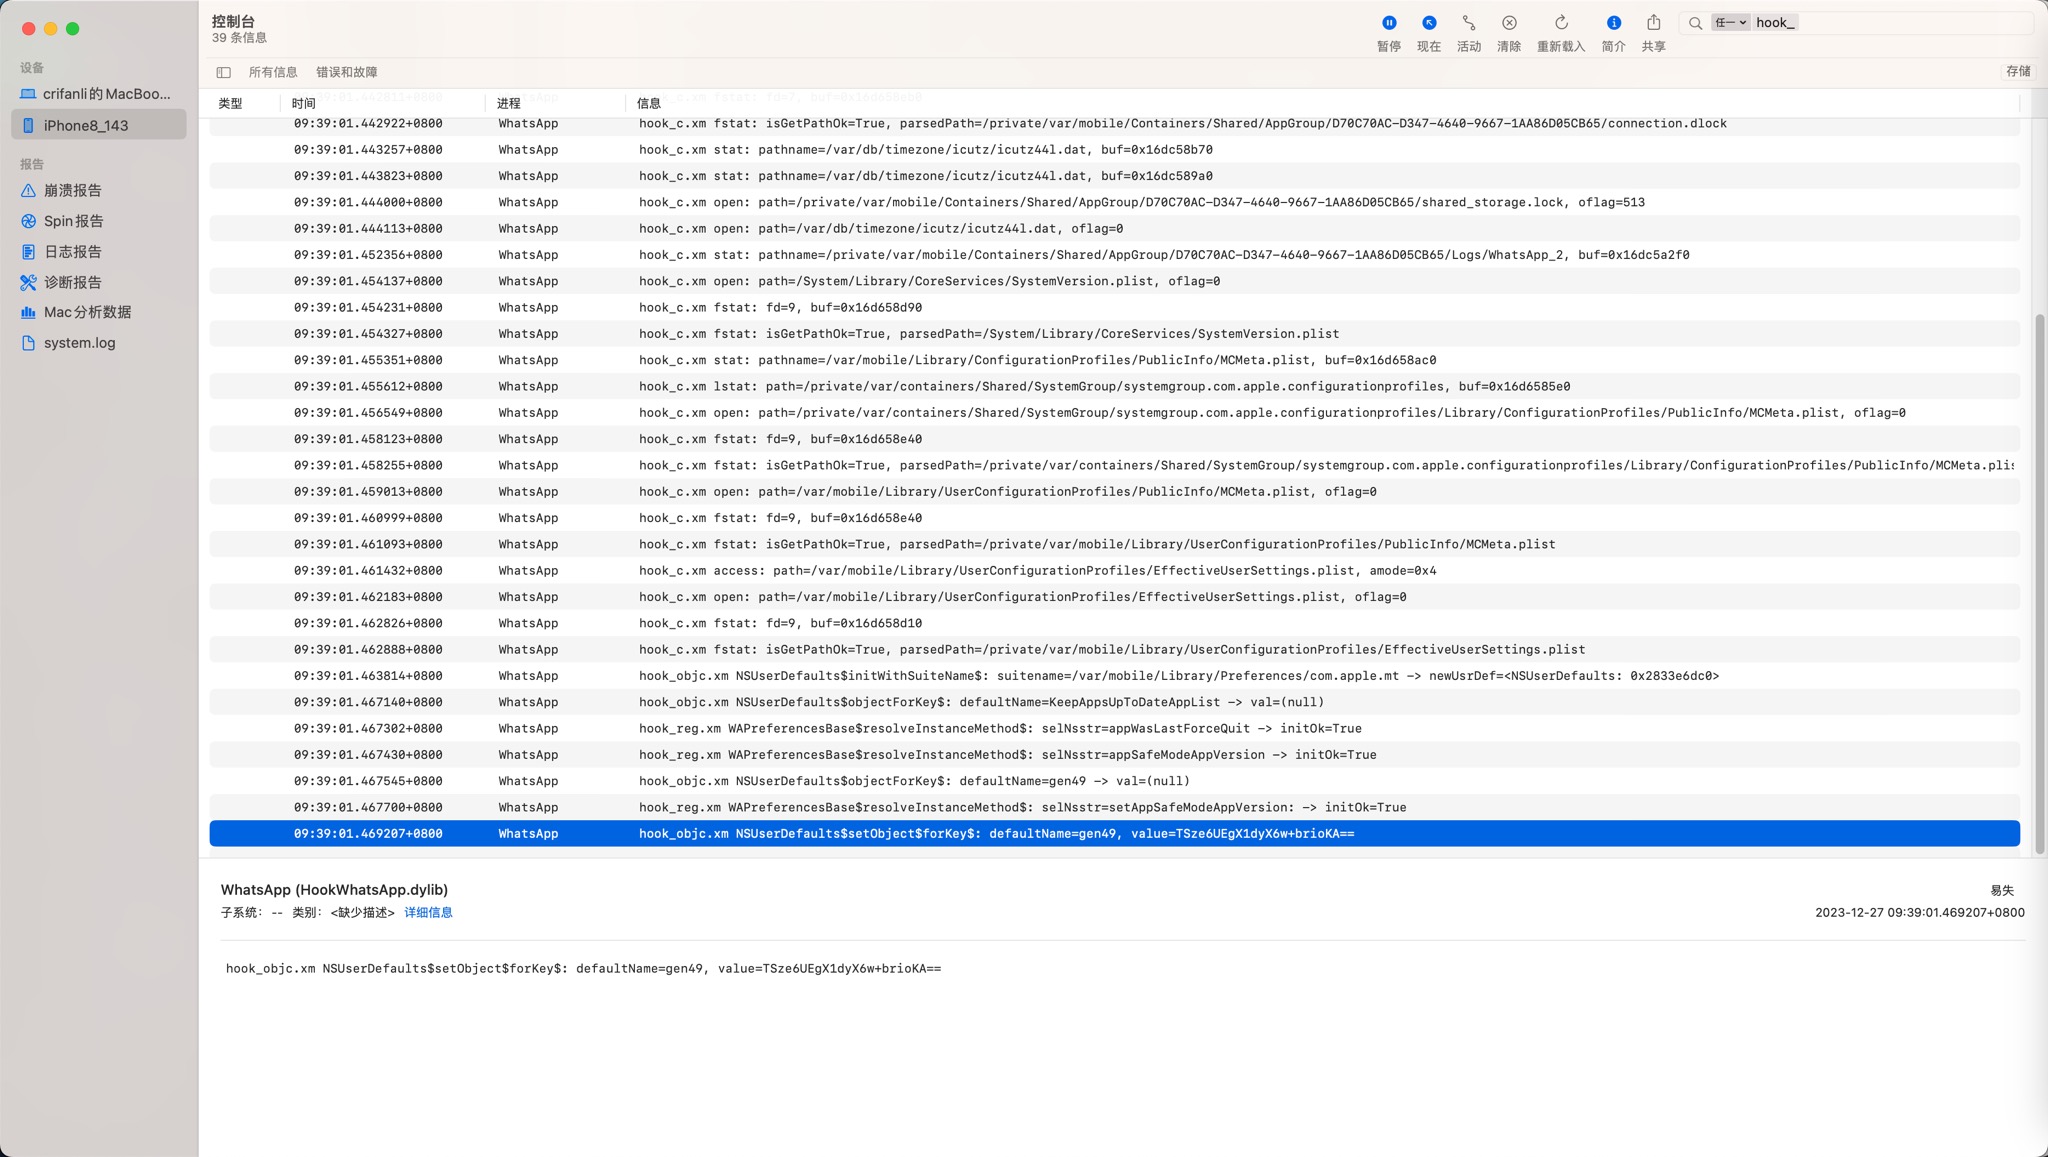 控制台
39 条信息
暂停
现在
活动
清除
重新载入
简介
共享
任一 hook_
所有信息
错误和故障
存储
设备
crifanli的MacBoo...
iPhone8_143
报告
崩溃报告
Spin报告
日志报告
诊断报告
Mac分析数据
system.log
类型 时间 进程 信息
09:39:01.442922+0800 WhatsApp hook_c.xm fstat: isGetPathOk=True, parsedPath=/private/var/mobile/Containers/Shared/AppGroup/D70C70AC-D347-4640-9667-1AA86D05CB65/connection.dlock
09:39:01.443257+0800 WhatsApp hook_c.xm stat: pathname=/var/db/timezone/icutz/icutz44l.dat, buf=0x16dc58b70
09:39:01.443823+0800 WhatsApp hook_c.xm stat: pathname=/var/db/timezone/icutz/icutz44l.dat, buf=0x16dc589a0
09:39:01.444000+0800 WhatsApp hook_c.xm open: path=/private/var/mobile/Containers/Shared/AppGroup/D70C70AC-D347-4640-9667-1AA86D05CB65/shared_storage.lock, oflag=513
09:39:01.444113+0800 WhatsApp hook_c.xm open: path=/var/db/timezone/icutz/icutz44l.dat, oflag=0
09:39:01.452356+0800 WhatsApp hook_c.xm stat: pathname=/private/var/mobile/Containers/Shared/AppGroup/D70C70AC-D347-4640-9667-1AA86D05CB65/Logs/WhatsApp_2, buf=0x16dc5a2f0
09:39:01.454137+0800 WhatsApp hook_c.xm open: path=/System/Library/CoreServices/SystemVersion.plist, oflag=0
09:39:01.454231+0800 WhatsApp hook_c.xm fstat: fd=9, buf=0x16d658d90
09:39:01.454327+0800 WhatsApp hook_c.xm fstat: isGetPathOk=True, parsedPath=/System/Library/CoreServices/SystemVersion.plist
09:39:01.455351+0800 WhatsApp hook_c.xm stat: pathname=/var/mobile/Library/ConfigurationProfiles/PublicInfo/MCMeta.plist, buf=0x16d658ac0
09:39:01.455612+0800 WhatsApp hook_c.xm lstat: path=/private/var/containers/Shared/SystemGroup/systemgroup.com.apple.configurationprofiles, buf=0x16d6585e0
09:39:01.456549+0800 WhatsApp hook_c.xm open: path=/private/var/containers/Shared/SystemGroup/systemgroup.com.apple.configurationprofiles/Library/ConfigurationProfiles/PublicInfo/MCMeta.plist, oflag=0
09:39:01.458123+0800 WhatsApp hook_c.xm fstat: fd=9, buf=0x16d658e40
09:39:01.458255+0800 WhatsApp hook_c.xm fstat: isGetPathOk=True, parsedPath=/private/var/containers/Shared/SystemGroup/systemgroup.com.apple.configurationprofiles/Library/ConfigurationProfiles/PublicInfo/MCMeta.plis
09:39:01.459013+0800 WhatsApp hook_c.xm open: path=/var/mobile/Library/UserConfigurationProfiles/PublicInfo/MCMeta.plist, oflag=0
09:39:01.460999+0800 WhatsApp hook_c.xm fstat: fd=9, buf=0x16d658e40
09:39:01.461093+0800 WhatsApp hook_c.xm fstat: isGetPathOk=True, parsedPath=/private/var/mobile/Library/UserConfigurationProfiles/PublicInfo/MCMeta.plist
09:39:01.461432+0800 WhatsApp hook_c.xm access: path=/var/mobile/Library/UserConfigurationProfiles/EffectiveUserSettings.plist, amode=0x4
09:39:01.462183+0800 WhatsApp hook_c.xm open: path=/var/mobile/Library/UserConfigurationProfiles/EffectiveUserSettings.plist, oflag=0
09:39:01.462826+0800 WhatsApp hook_c.xm fstat: fd=9, buf=0x16d658d10
09:39:01.462888+0800 WhatsApp hook_c.xm fstat: isGetPathOk=True, parsedPath=/private/var/mobile/Library/UserConfigurationProfiles/EffectiveUserSettings.plist
09:39:01.463814+0800 WhatsApp hook_objc.xm NSUserDefaults$initWithSuiteName$: suitename=/var/mobile/Library/Preferences/com.apple.mt -> newUsrDef=<NSUserDefaults: 0x2833e6dc0>
09:39:01.467140+0800 WhatsApp hook_objc.xm NSUserDefaults$objectForKey$: defaultName=KeepAppsUpToDateAppList -> val=(null)
09:39:01.467302+0800 WhatsApp hook_reg.xm WAPreferencesBase$resolveInstanceMethod$: selNsstr=appWasLastForceQuit -> initOk=True
09:39:01.467430+0800 WhatsApp hook_reg.xm WAPreferencesBase$resolveInstanceMethod$: selNsstr=appSafeModeAppVersion -> initOk=True
09:39:01.467545+0800 WhatsApp hook_objc.xm NSUserDefaults$objectForKey$: defaultName=gen49 -> val=(null)
09:39:01.467700+0800 WhatsApp hook_reg.xm WAPreferencesBase$resolveInstanceMethod$: selNsstr=setAppSafeModeAppVersion: -> initOk=True
09:39:01.469207+0800 WhatsApp hook_objc.xm NSUserDefaults$setObject$forKey$: defaultName=gen49, value=TSze6UEgX1dyX6w+brioKA==
WhatsApp (HookWhatsApp.dylib) 易失
子系统: -- 类别: <缺少描述> 详细信息 2023-12-27 09:39:01.469207+0800
hook_objc.xm NSUserDefaults$setObject$forKey$: defaultName=gen49, value=TSze6UEgX1dyX6w+brioKA==